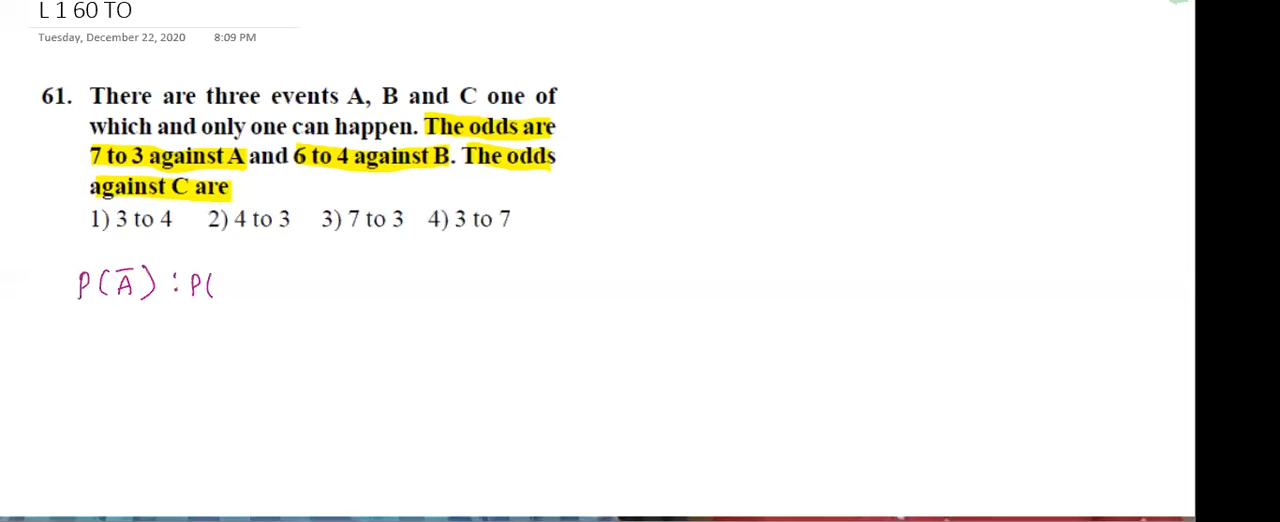 L 1 60 TO
Tuesday, December 22, 2020 8:09 PM
61. There are three events A, B and C one of
which and only one can happen. The odds are
7 to 3 against A and 6 to 4 against B. The odds
against C are
1) 3 to 4 2) 4 to 3 3) 7 to 3 4) 3 to 7
P(Ā) : P(